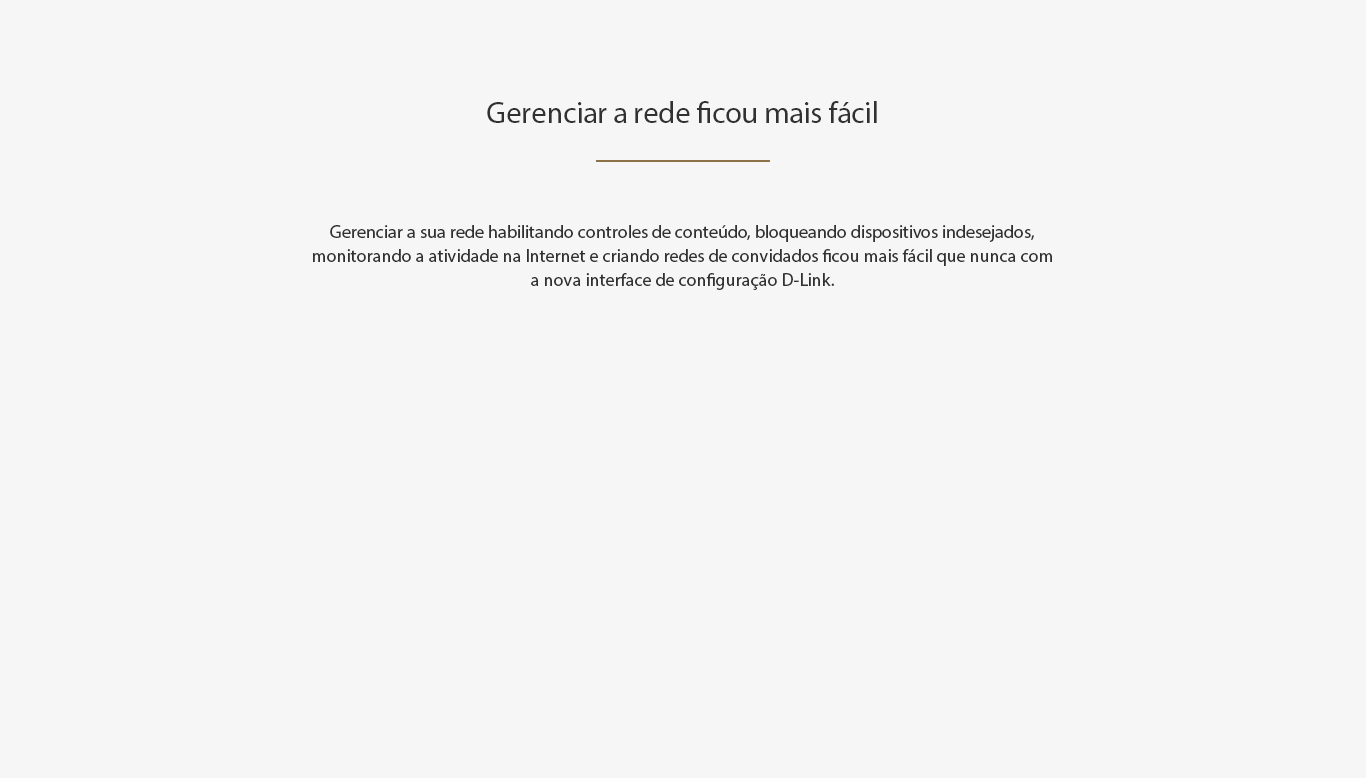 Gerenciar a rede ficou mais fácil
Gerenciar a sua rede habilitando controles de conteúdo, bloqueando dispositivos indesejados,
monitorando a atividade na Internet e criando redes de convidados ficou mais fácil que nunca com
a nova interface de configuração D-Link.